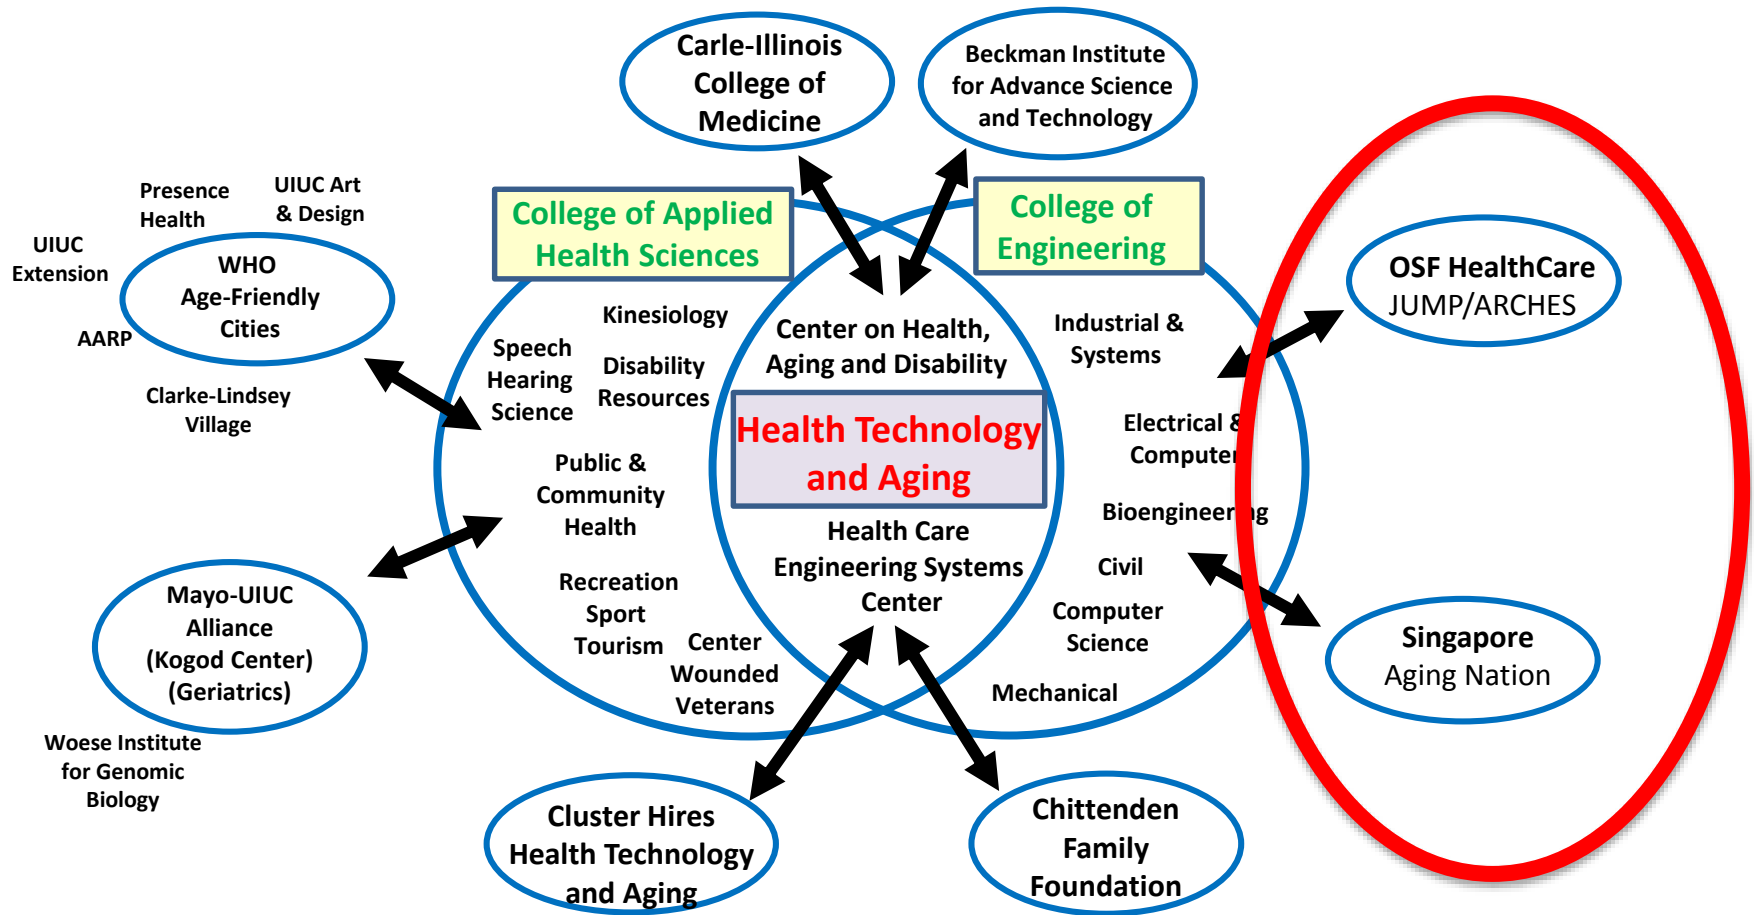 Carle-Illinois
College of
Medicine
Beckman Institute
for Advance Science
and Technology
Presence
Health
UIUC Art
& Design
UIUC
Extension
WHO
Age-Friendly
Cities
AARP
Clarke-Lindsey
Village
College of Applied
Health Sciences
College of
Engineering
Kinesiology
Speech
Hearing
Science
Disability
Resources
Public &
Community
Health
Recreation
Sport
Tourism
Center
Wounded
Veterans
Center on Health,
Aging and Disability
Health Technology
and Aging
Health Care
Engineering Systems
Center
Industrial &
Systems
Electrical &
Computer
Bioengineering
Civil
Computer
Science
Mechanical
OSF HealthCare
JUMP/ARCHES
Singapore
Aging Nation
Mayo-UIUC
Alliance
(Kogod Center)
(Geriatrics)
Woese Institute
for Genomic
Biology
Cluster Hires
Health Technology
and Aging
Chittenden
Family
Foundation